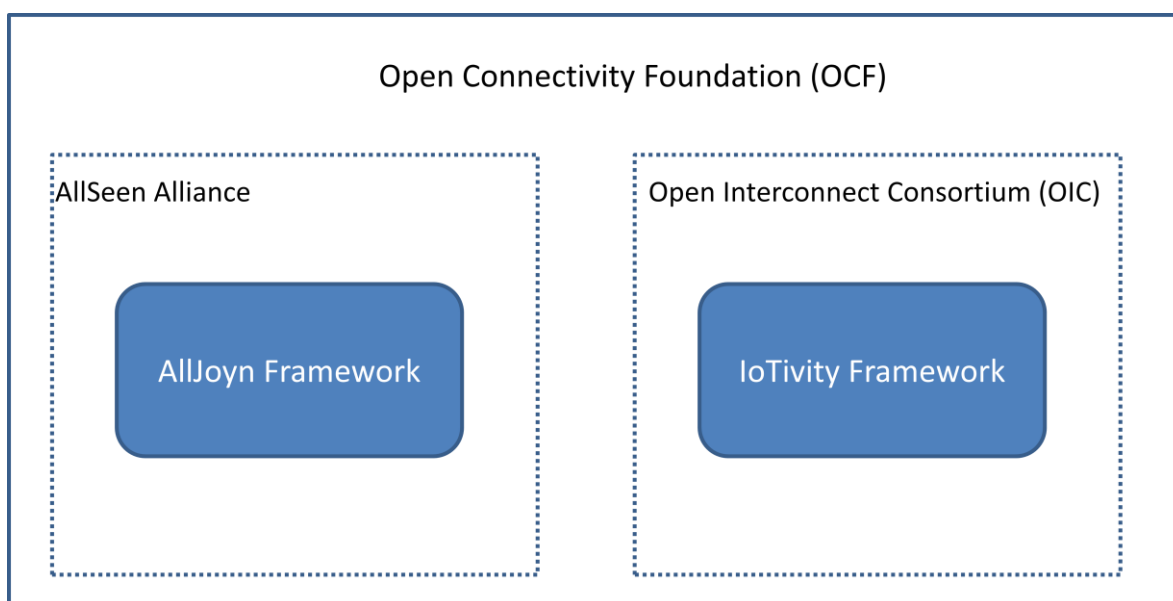 Open Connectivity Foundation (OCF)
AllSeen Alliance
Open Interconnect Consortium (OIC)
AllJoyn Framework
IoTivity Framework